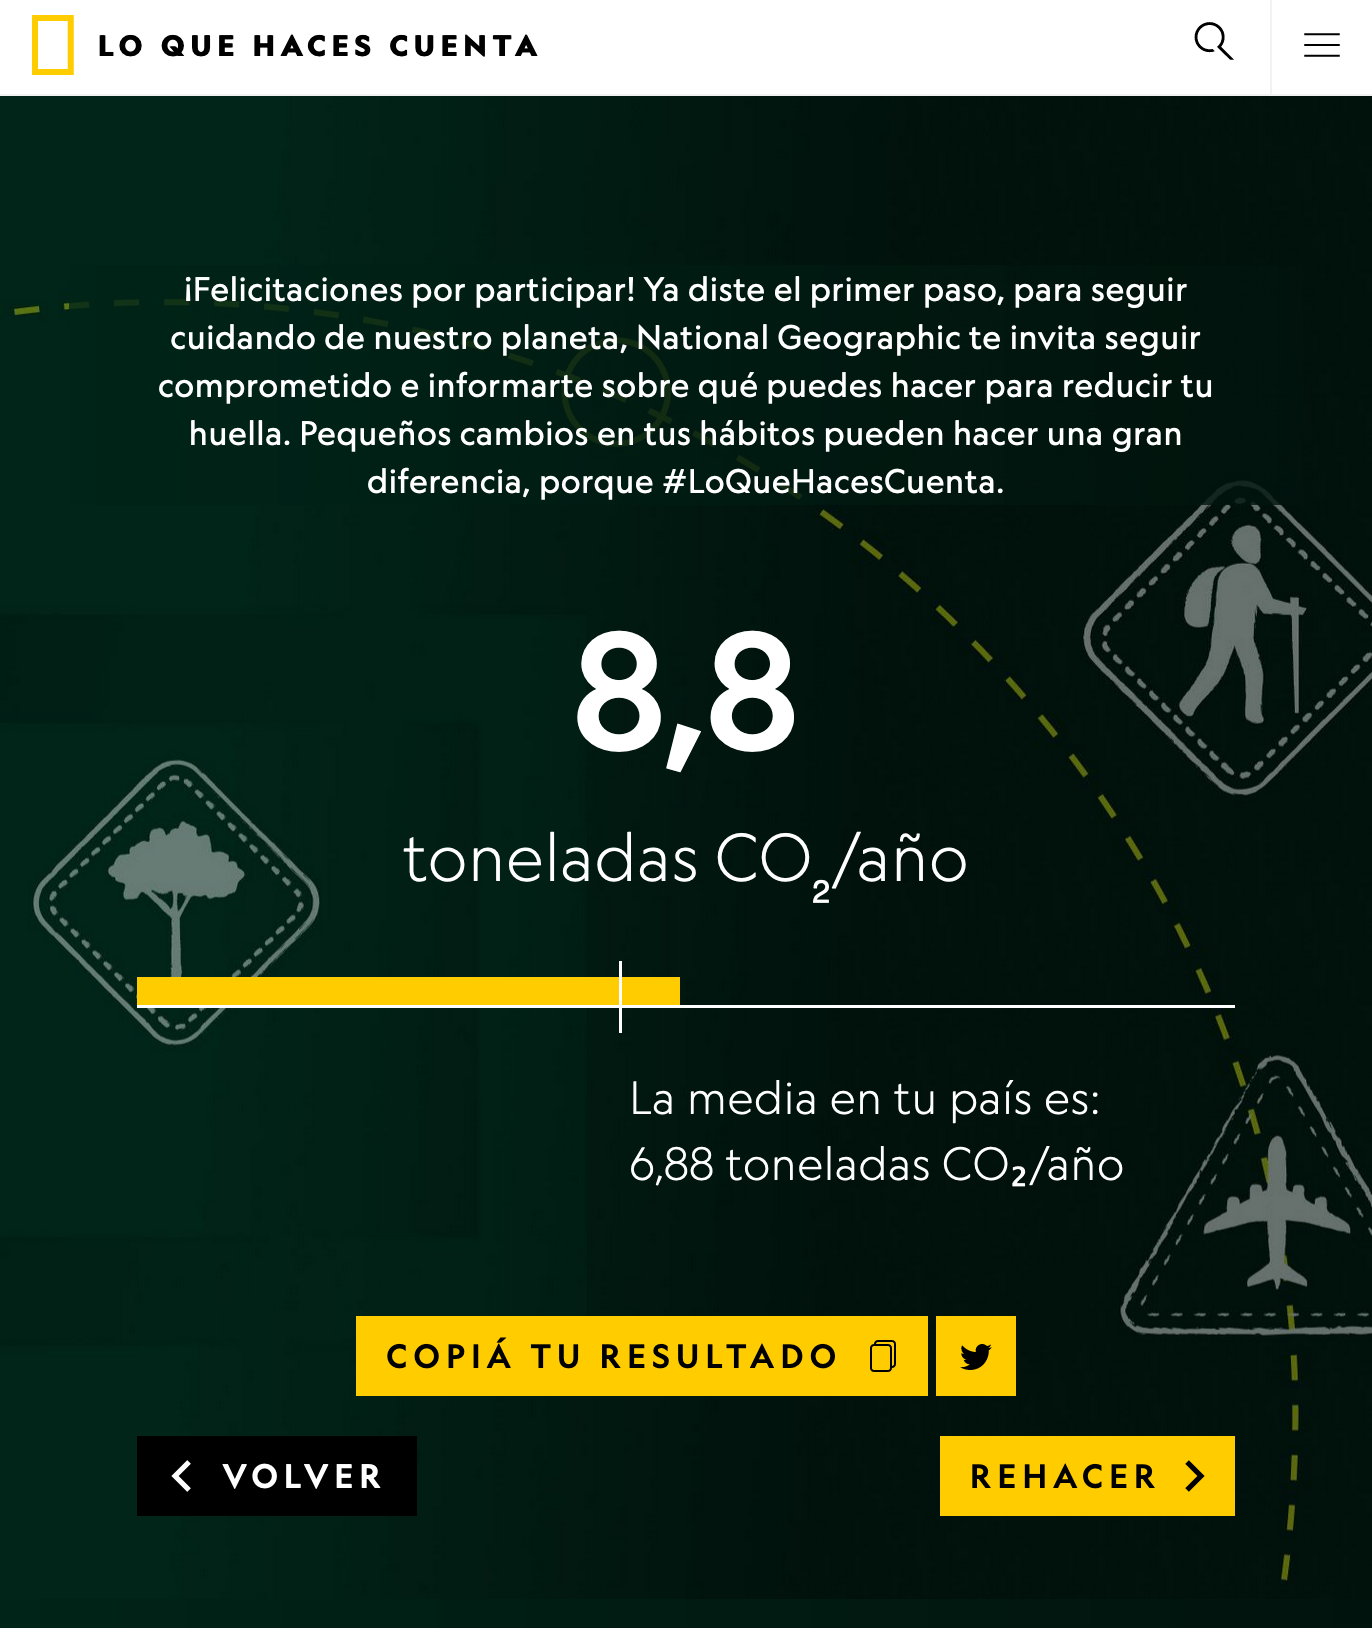 LO QUE HACES CUENTA
¡Felicitaciones por participar! Ya diste el primer paso, para seguir
cuidando de nuestro planeta, National Geographic te invita seguir
comprometido e informarte sobre qué puedes hacer para reducir tu
huella. Pequeños cambios en tus hábitos pueden hacer una gran
diferencia, porque #LoQueHacesCuenta.
8,8
toneladas CO₂/año
La media en tu país es:
6,88 toneladas CO₂/año
COPIÁ TU RESULTADO
VOLVER
REHACER